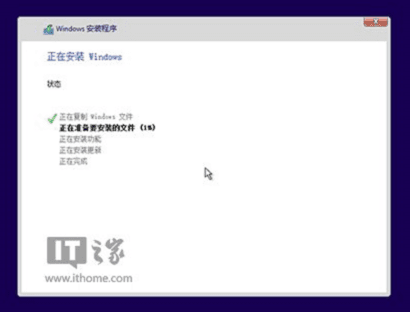 Windows 安装程序
正在安装 Windows
状态
正在复制 Windows 文件
正在准备要安装的文件 (1%)
正在安装功能
正在安装更新
正在完成
IT之家
www.ithome.com